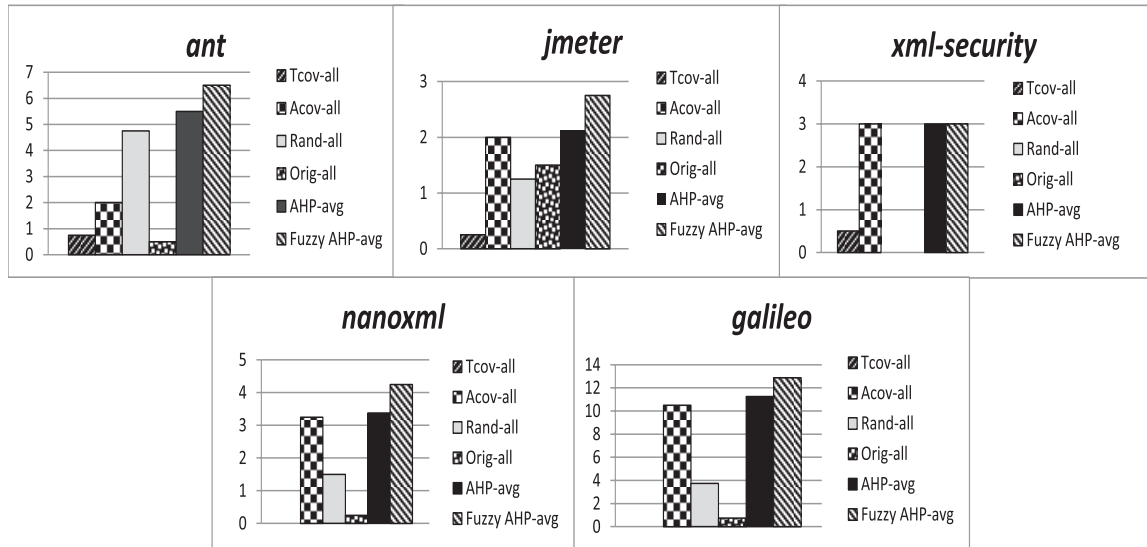 ant
7
6
5
4
3
2
1
0
Tcov-all
Acov-all
Rand-all
Orig-all
AHP-avg
Fuzzy AHP-avg
jmeter
3
2
1
0
Tcov-all
Acov-all
Rand-all
Orig-all
AHP-avg
Fuzzy AHP-avg
xml-security
4
3
2
1
0
Tcov-all
Acov-all
Rand-all
Orig-all
AHP-avg
Fuzzy AHP-avg
nanoxml
5
4
3
2
1
0
Tcov-all
Acov-all
Rand-all
Orig-all
AHP-avg
Fuzzy AHP-avg
galileo
14
12
10
8
6
4
2
0
Tcov-all
Acov-all
Rand-all
Orig-all
AHP-avg
Fuzzy AHP-avg